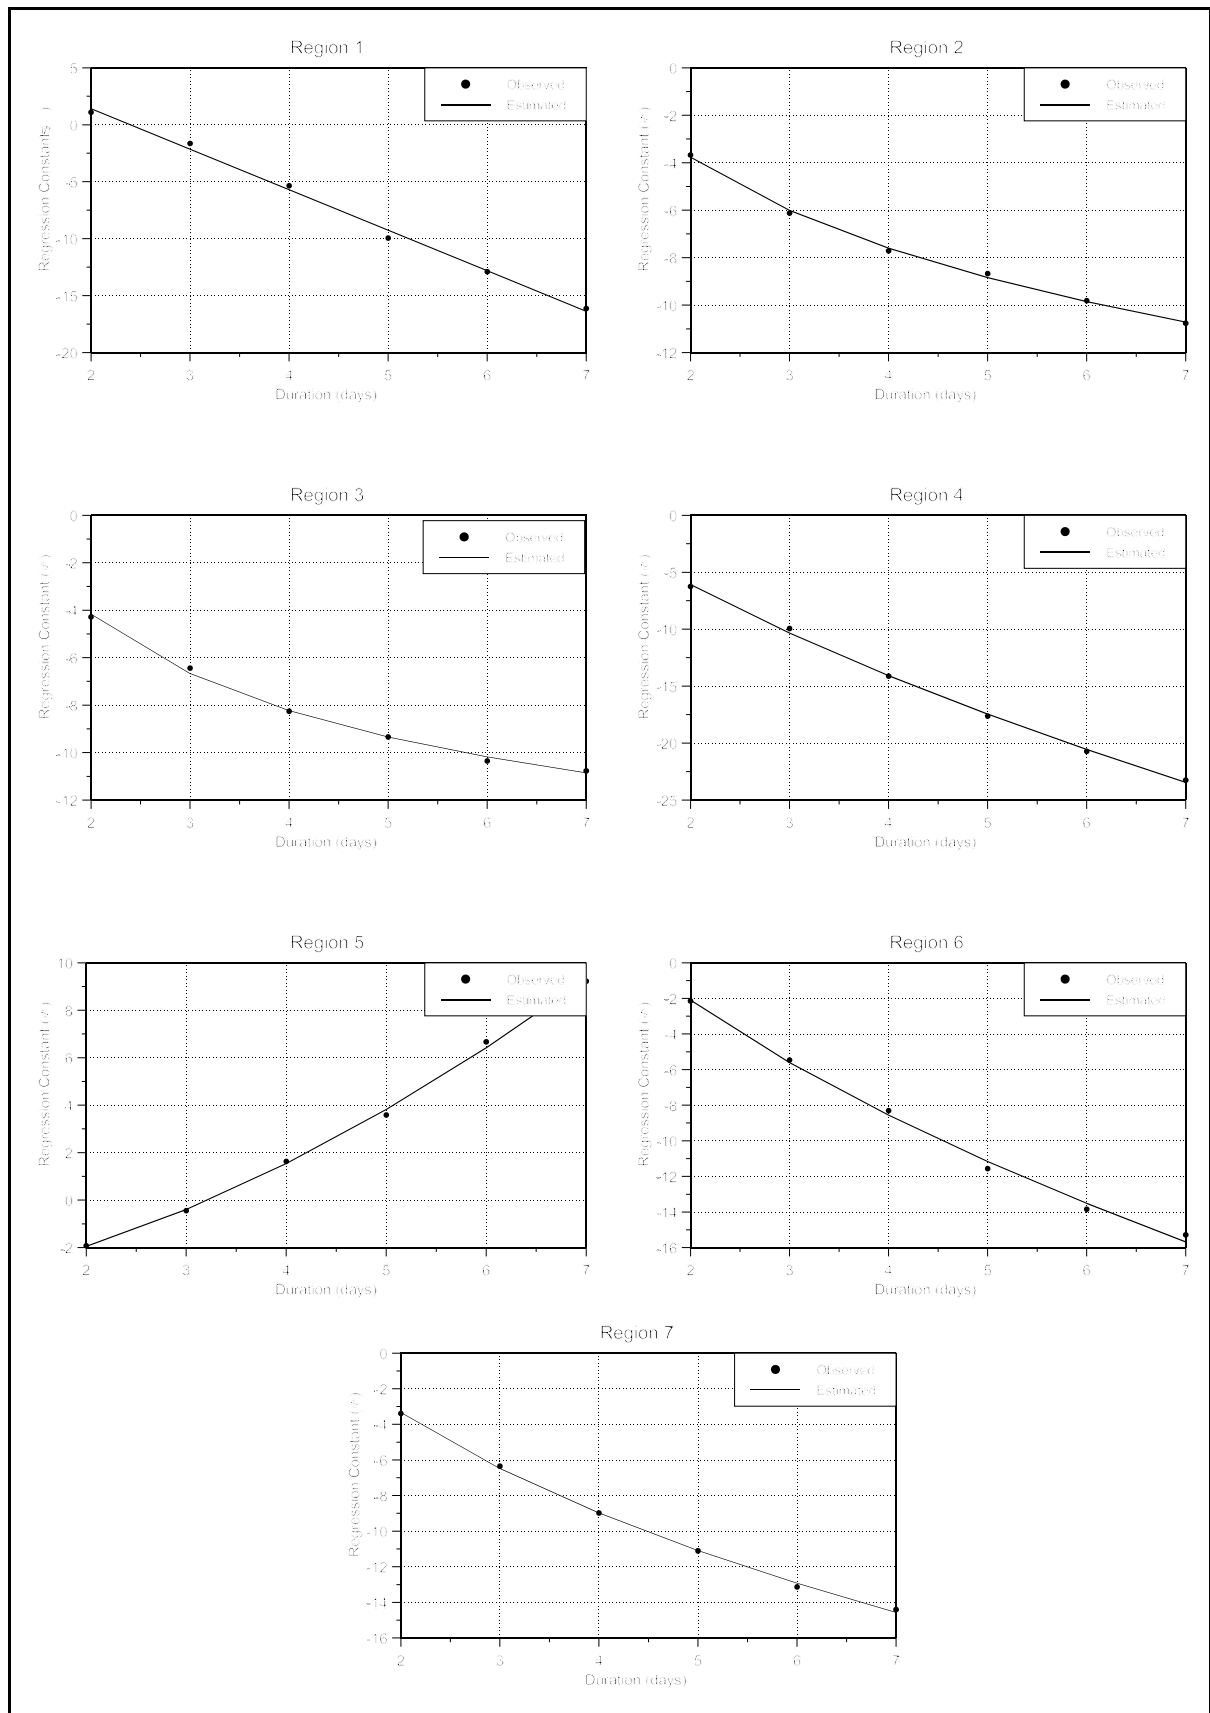 Region 1
5
0
-5
-10
-15
-20
Regression Constants
Observed
Estimated
2 3 4 5 6 7
Duration (days)
Region 2
0
-2
-4
-6
-8
-10
-12
Regression Constant
Observed
Estimated
2 3 4 5 6 7
Duration (days)
Region 3
0
-2
-4
-6
-8
-10
-12
Regression Constant
Observed
Estimated
2 3 4 5 6 7
Duration (days)
Region 4
0
-5
-10
-15
-20
-25
Regression Constant
Observed
Estimated
2 3 4 5 6 7
Duration (days)
Region 5
10
8
6
4
2
0
-2
Regression Constant
Observed
Estimated
2 3 4 5 6 7
Duration (days)
Region 6
0
-2
-4
-6
-8
-10
-12
-14
-16
Regression Constant
Observed
Estimated
2 3 4 5 6 7
Duration (days)
Region 7
0
-2
-4
-6
-8
-10
-12
-14
-16
Regression Constant
Observed
Estimated
2 3 4 5 6 7
Duration (days)